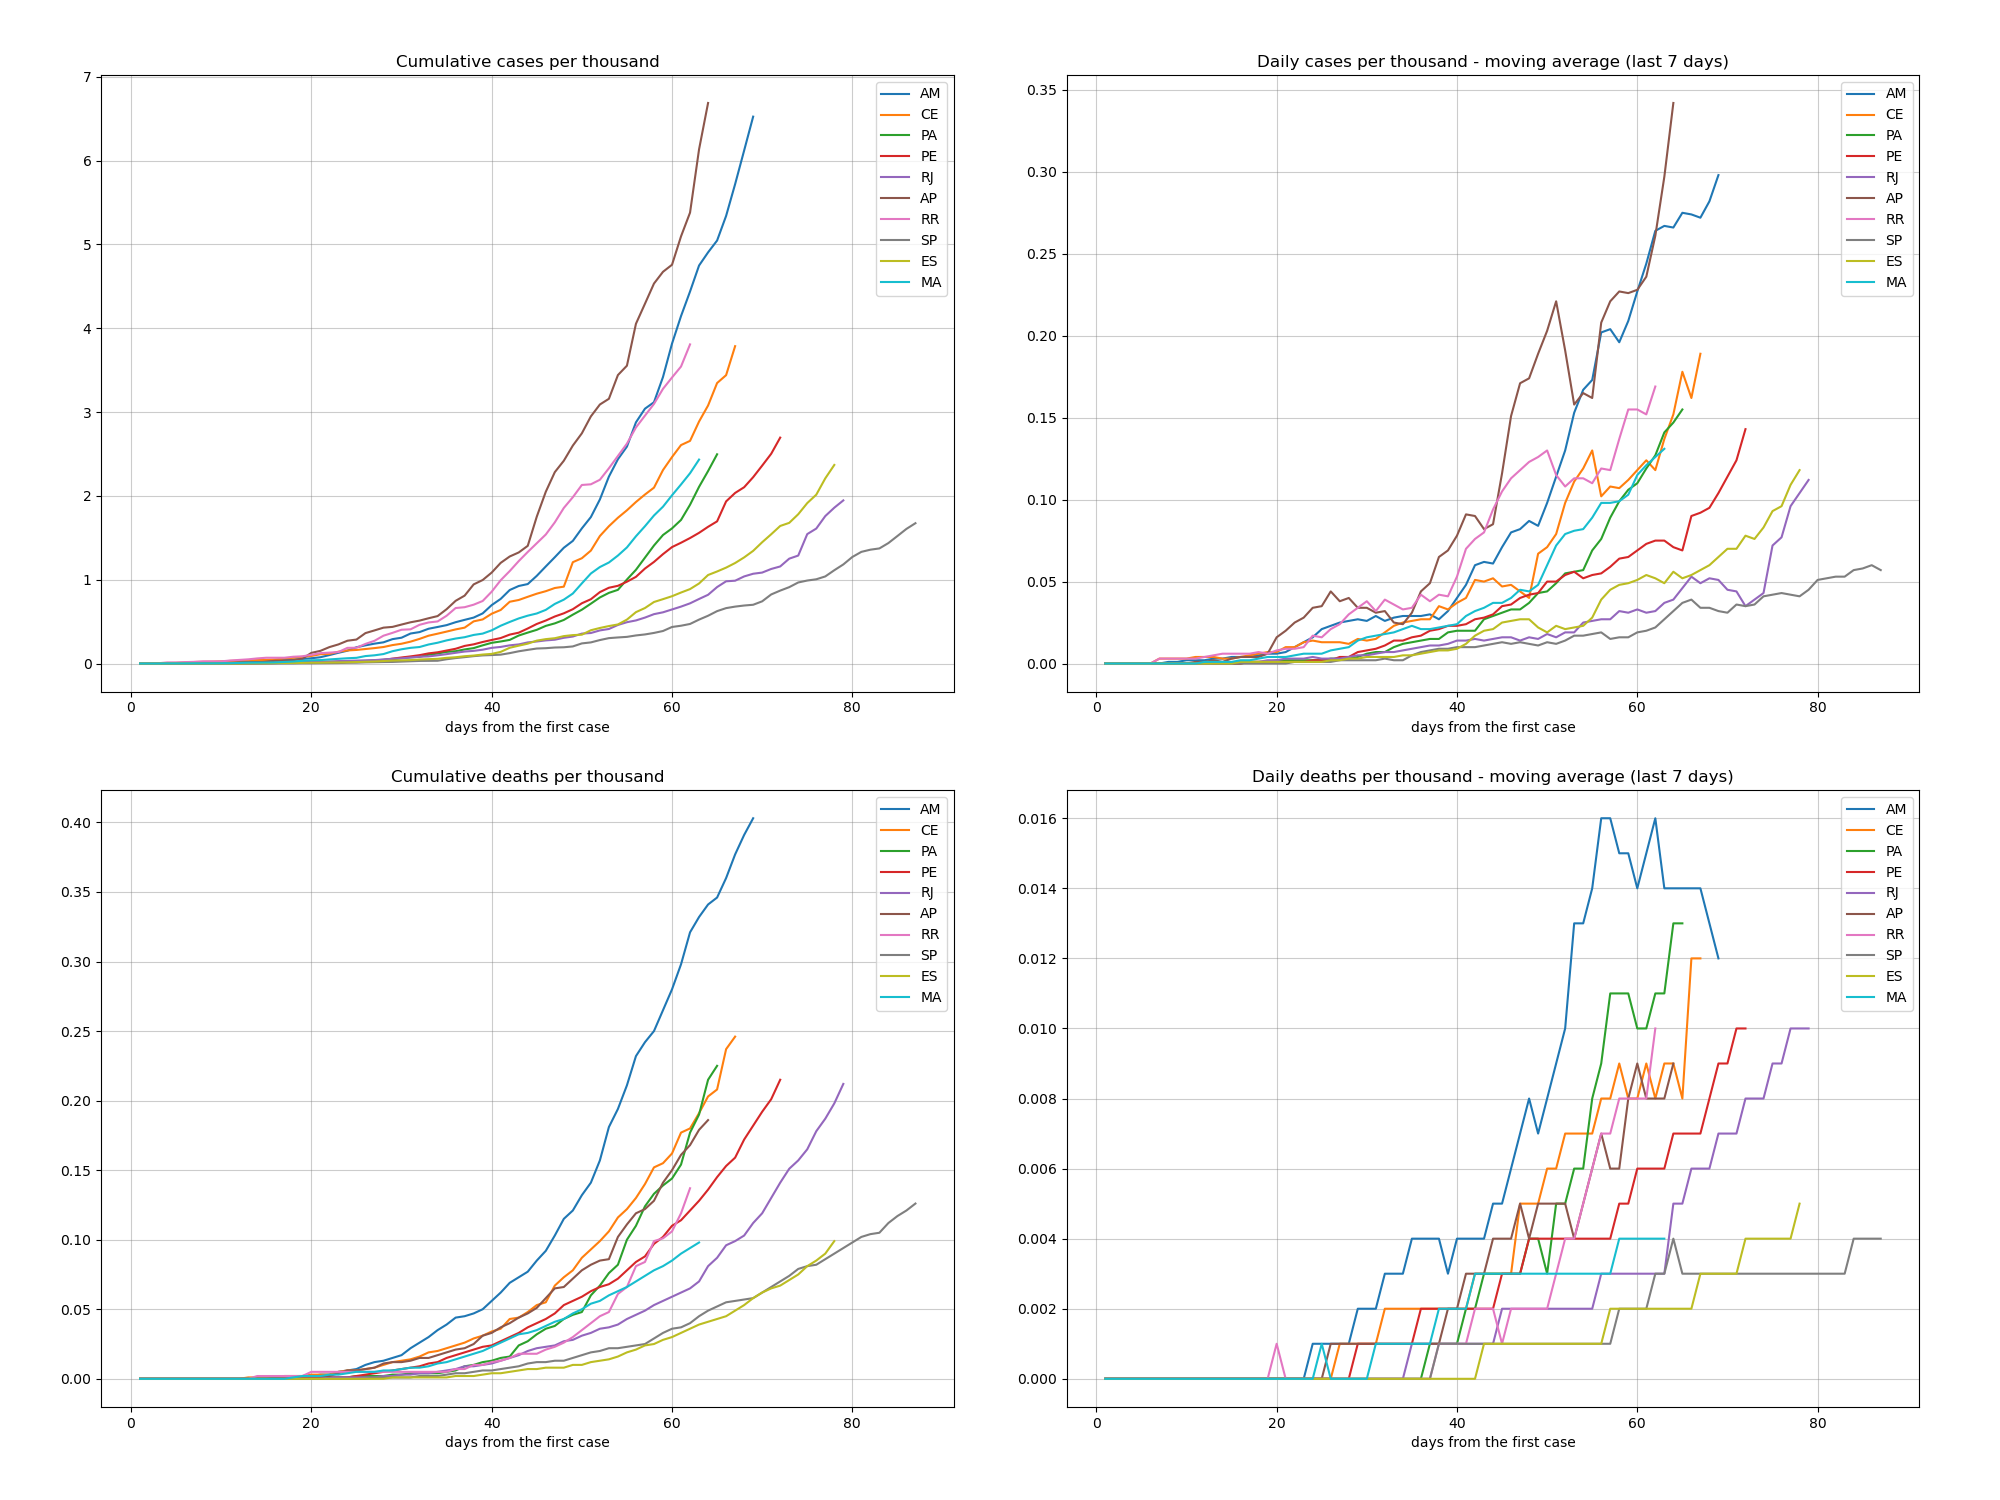 Cumulative cases per thousand
7
6
5
4
3
2
1
0
0 20 40 60 80
days from the first case
AM
CE
PA
PE
RJ
AP
RR
SP
ES
MA
Daily cases per thousand - moving average (last 7 days)
0.35
0.30
0.25
0.20
0.15
0.10
0.05
0.00
0 20 40 60 80
days from the first case
AM
CE
PA
PE
RJ
AP
RR
SP
ES
MA
Cumulative deaths per thousand
0.40
0.35
0.30
0.25
0.20
0.15
0.10
0.05
0.00
0 20 40 60 80
days from the first case
AM
CE
PA
PE
RJ
AP
RR
SP
ES
MA
Daily deaths per thousand - moving average (last 7 days)
0.016
0.014
0.012
0.010
0.008
0.006
0.004
0.002
0.000
0 20 40 60 80
days from the first case
AM
CE
PA
PE
RJ
AP
RR
SP
ES
MA